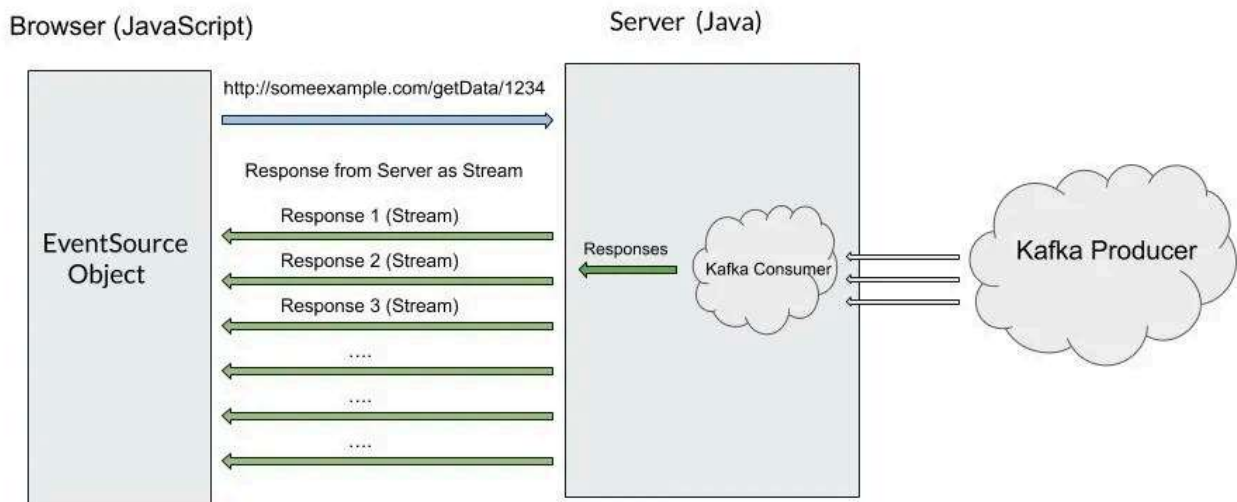 Browser (JavaScript)
Server (Java)
http://someexample.com/getData/1234
Response from Server as Stream
Response 1 (Stream)
EventSource
Object
Response 2 (Stream)
Response 3 (Stream)
....
....
....
Responses
Kafka Consumer
Kafka Producer